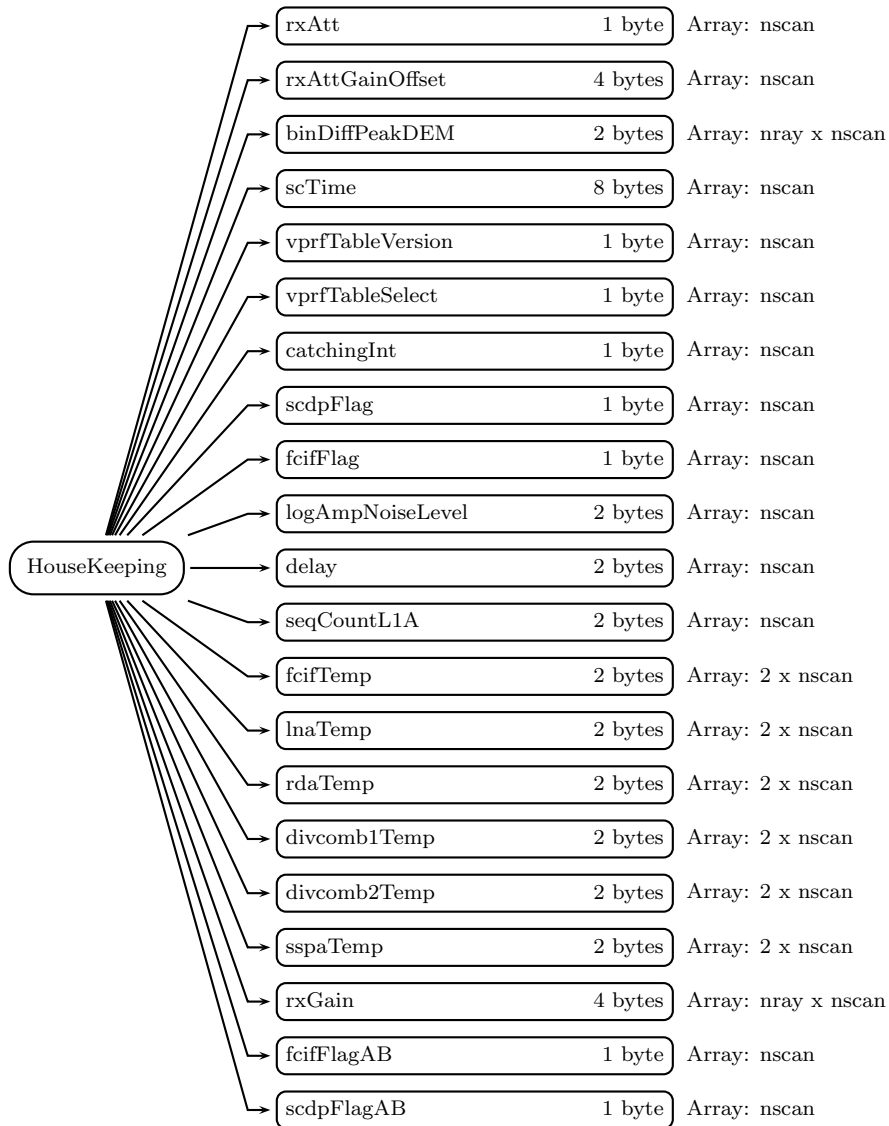 rxAtt 1 byte Array: nscan
rxAttGainOffset 4 bytes Array: nscan
binDiffPeakDEM 2 bytes Array: nray x nscan
scTime 8 bytes Array: nscan
vprfTableVersion 1 byte Array: nscan
vprfTableSelect 1 byte Array: nscan
catchingInt 1 byte Array: nscan
scdpFlag 1 byte Array: nscan
fcifFlag 1 byte Array: nscan
logAmpNoiseLevel 2 bytes Array: nscan
HouseKeeping delay 2 bytes Array: nscan
seqCountL1A 2 bytes Array: nscan
fcifTemp 2 bytes Array: 2 x nscan
lnaTemp 2 bytes Array: 2 x nscan
rdaTemp 2 bytes Array: 2 x nscan
divcomb1Temp 2 bytes Array: 2 x nscan
divcomb2Temp 2 bytes Array: 2 x nscan
sspaTemp 2 bytes Array: 2 x nscan
rxGain 4 bytes Array: nray x nscan
fcifFlagAB 1 byte Array: nscan
scdpFlagAB 1 byte Array: nscan